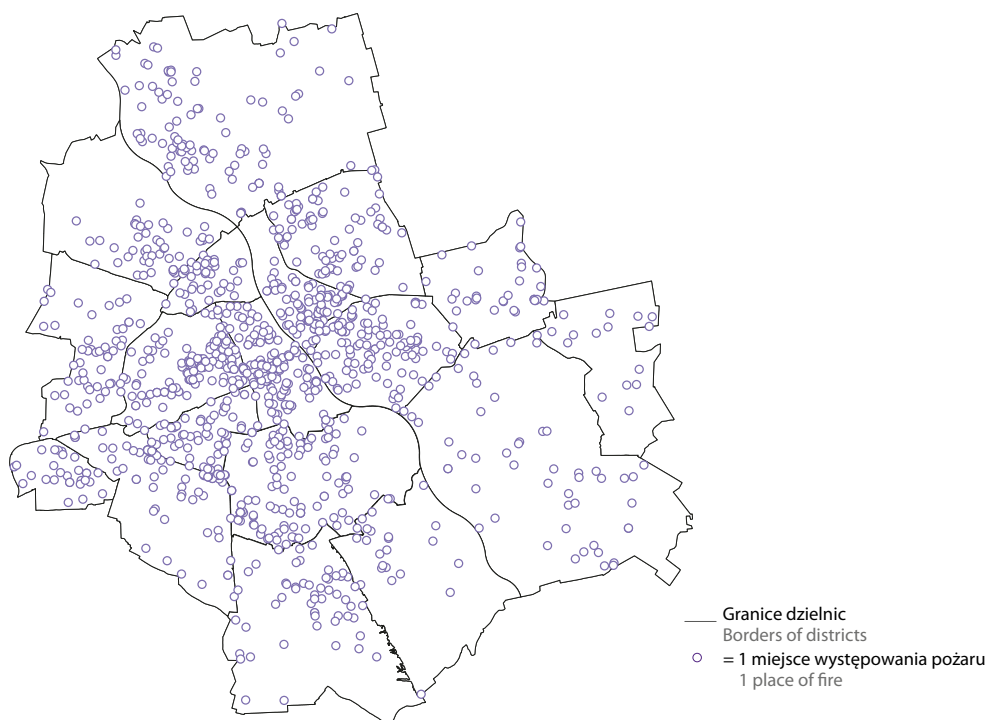 Granice dzielnic
Borders of districts
= 1 miejsce występowania pożaru
1 place of fire